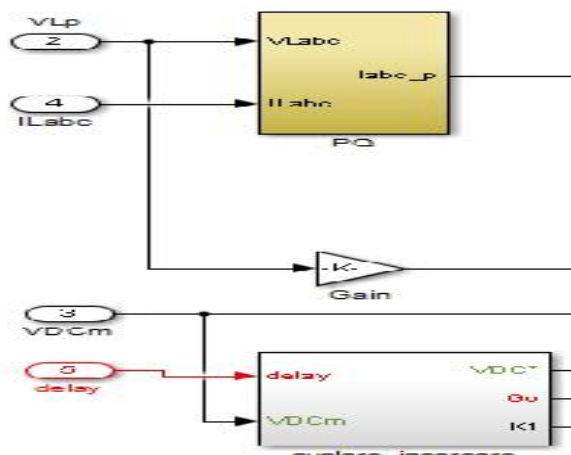 VLp
2
VLabc
Iabc_p
4
ILabc
ILabc
PQ
-K-
Gain
3
VDCm
5
delay
delay
VDC*
Gu
VDCm
K1